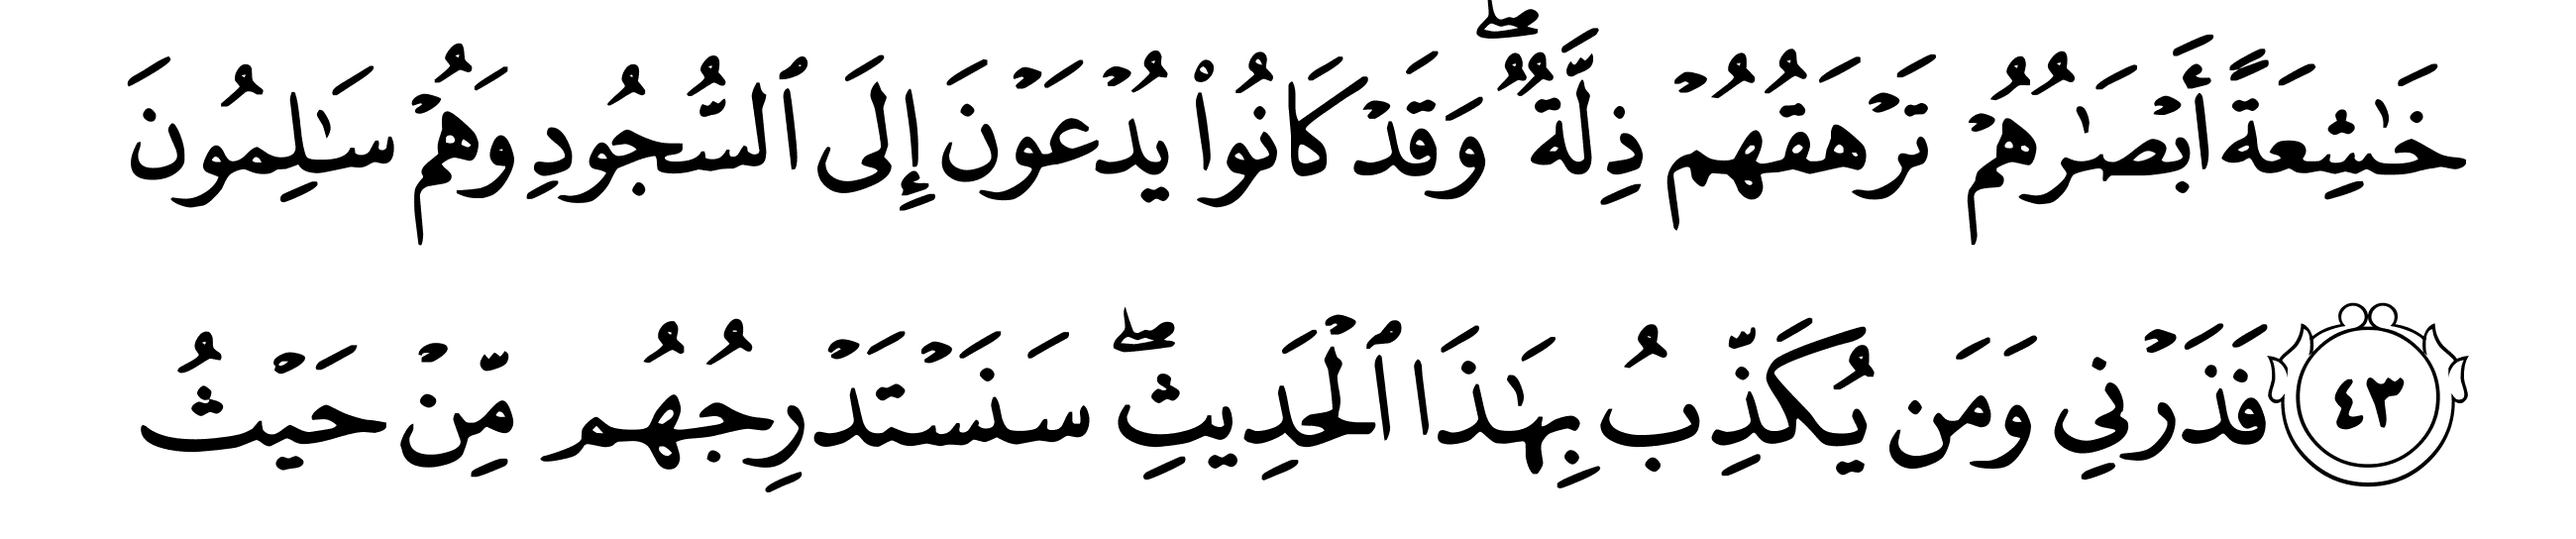 خَٰشِعَةً أَبۡصَٰرُهُمۡ تَرۡهَقُهُمۡ ذِلَّةٞۖ وَقَدۡ كَانُواْ يُدۡعَوۡنَ إِلَى ٱلسُّجُودِ وَهُمۡ سَٰلِمُونَ
٤٣ فَذَرۡنِي وَمَن يُكَذِّبُ بِهَٰذَا ٱلۡحَدِيثِۖ سَنَسۡتَدۡرِجُهُم مِّنۡ حَيۡثُ